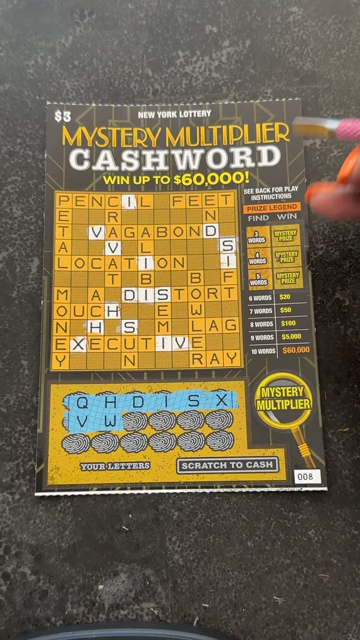 $5
NEW YORK LOTTERY
MYSTERY MULTIPLIER
CASHWORD
WIN UP TO $60,000!
SEE BACK FOR PLAY
INSTRUCTIONS
PRIZE LEGEND
FIND WIN
3 WORDS MYSTERY PRIZE
4 WORDS MYSTERY PRIZE
5 WORDS MYSTERY PRIZE
6 WORDS $20
7 WORDS $50
8 WORDS $100
9 WORDS $5,000
10 WORDS $60,000
PENCIL FEET
VAGABOND
LOCATION
DISTORT
OUCH
LAG
EXECUTIVE
RAY
Q H D I S X
V W
MYSTERY
MULTIPLIER
YOUR LETTERS
SCRATCH TO CASH
008